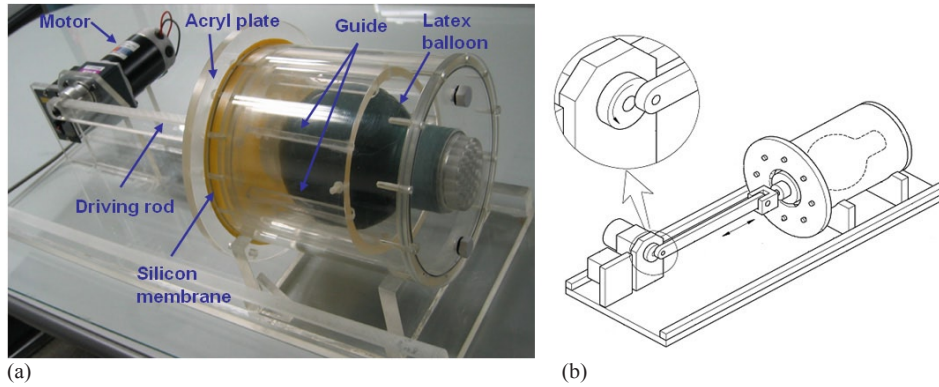 Motor
Acryl plate
Guide
Latex
balloon
Driving rod
Silicon
membrane
(a)
(b)